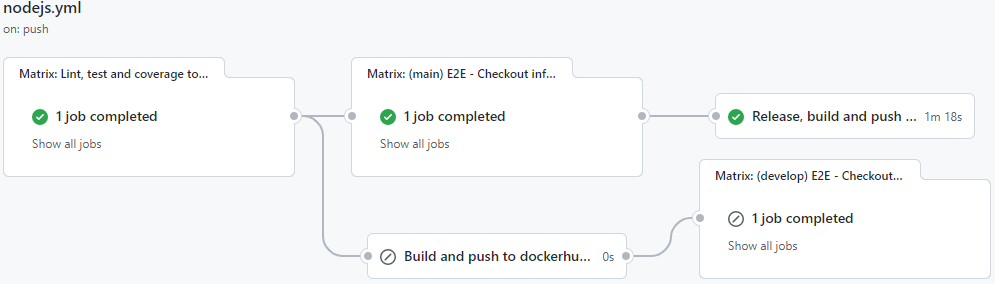 nodejs.yml
on: push
Matrix: Lint, test and coverage to...
1 job completed
Show all jobs
Matrix: (main) E2E - Checkout inf...
1 job completed
Show all jobs
Release, build and push ... 1m 18s
Build and push to dockerhu... 0s
Matrix: (develop) E2E - Checkout...
1 job completed
Show all jobs